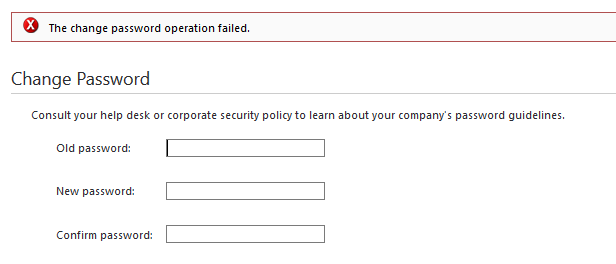 The change password operation failed.
Change Password
Consult your help desk or corporate security policy to learn about your company's password guidelines.
Old password:
New password:
Confirm password: